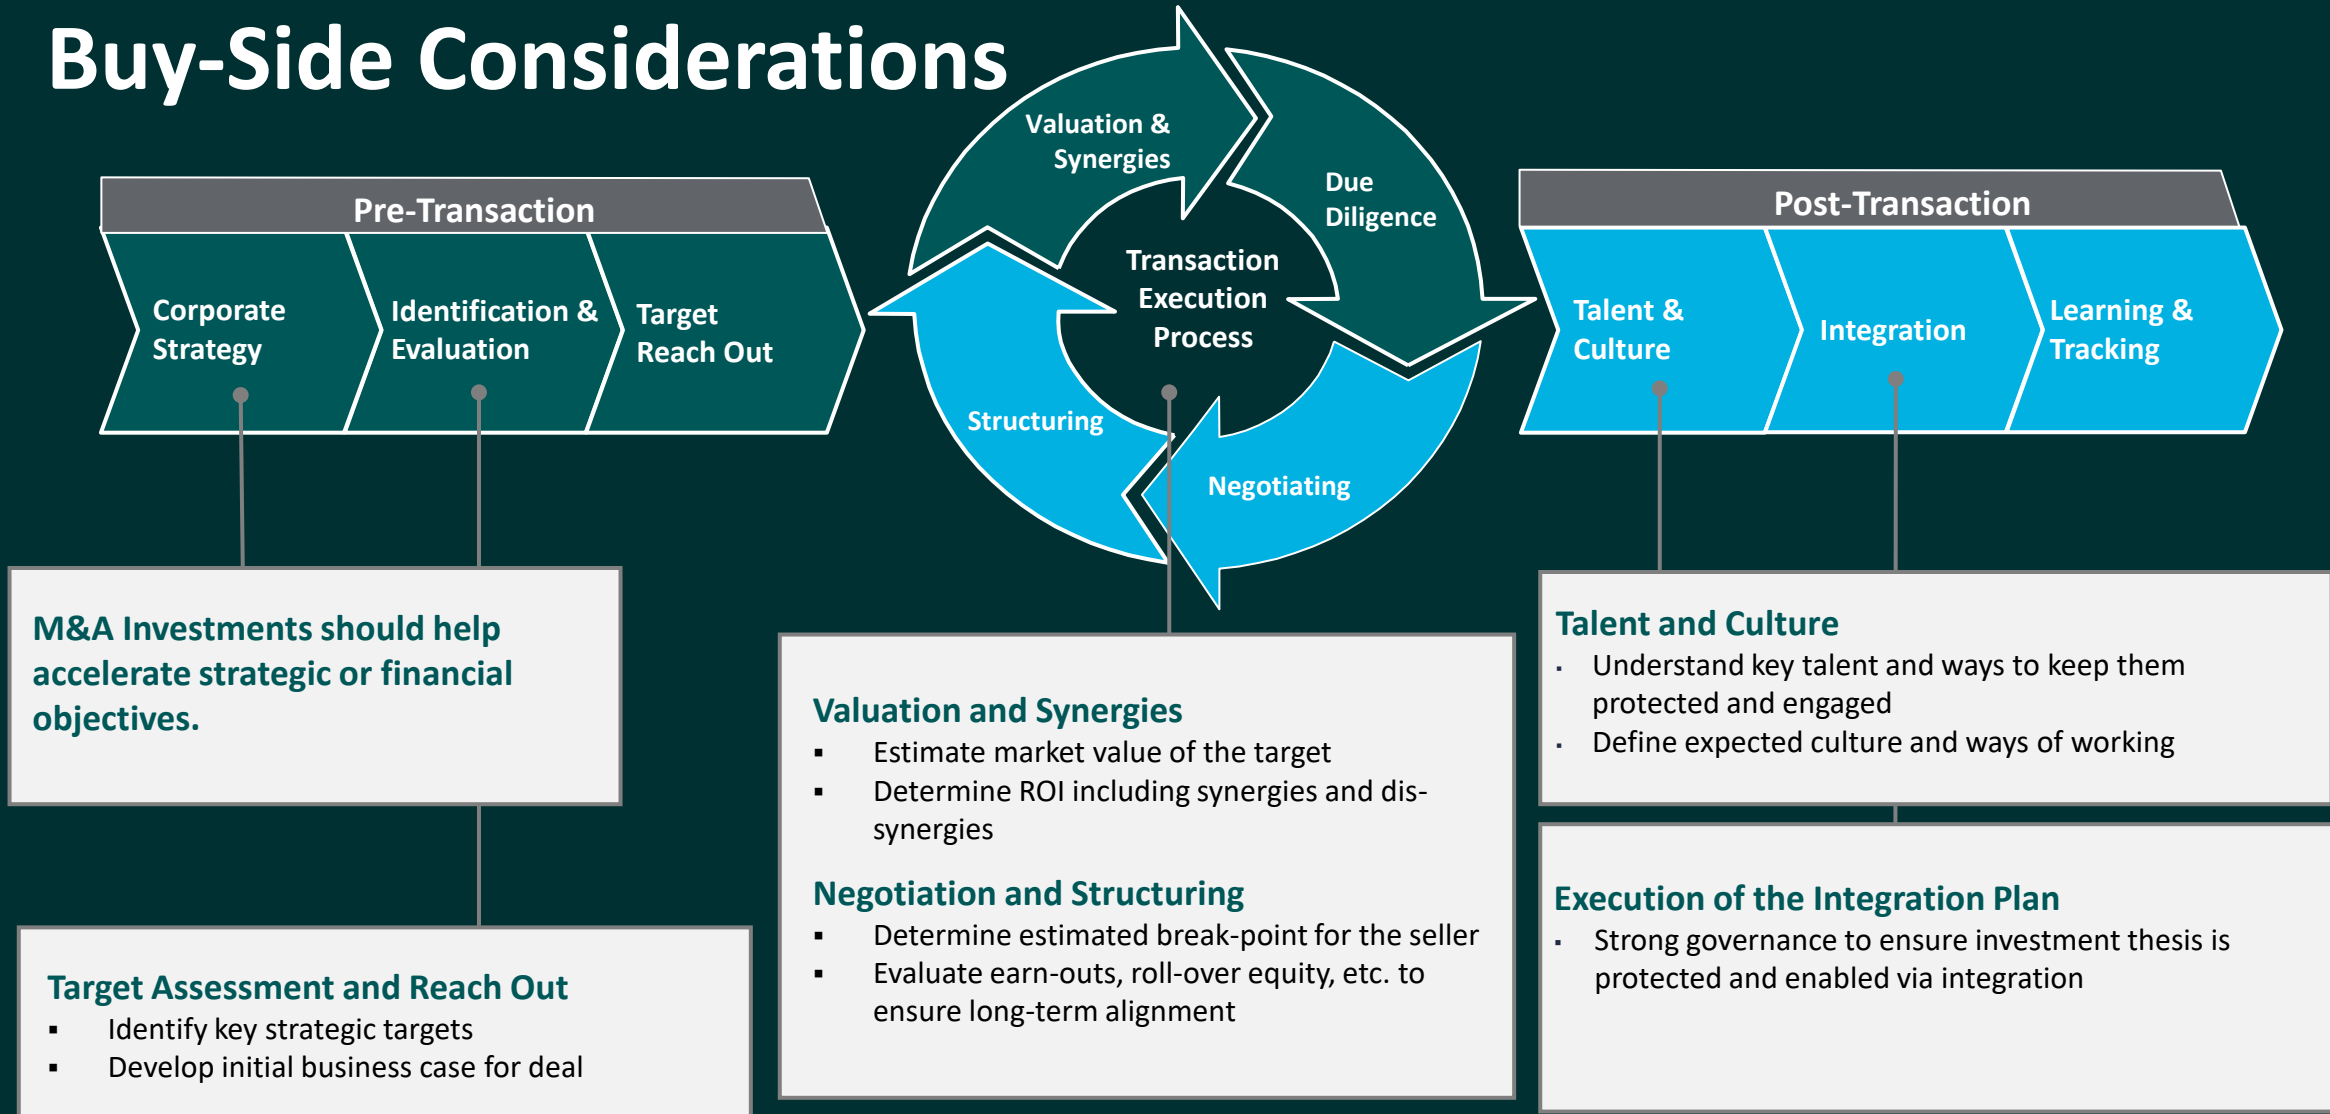 Buy-Side Considerations
Pre-Transaction
Corporate
Strategy
Identification &
Evaluation
Target
Reach Out
Valuation &
Synergies
Due
Diligence
Transaction
Execution
Process
Structuring
Negotiating
Post-Transaction
Talent &
Culture
Integration
Learning &
Tracking
M&A Investments should help
accelerate strategic or financial
objectives.
Target Assessment and Reach Out
▪ Identify key strategic targets
▪ Develop initial business case for deal
Valuation and Synergies
▪ Estimate market value of the target
▪ Determine ROI including synergies and dis-
synergies
Negotiation and Structuring
▪ Determine estimated break-point for the seller
▪ Evaluate earn-outs, roll-over equity, etc. to
ensure long-term alignment
Talent and Culture
▪ Understand key talent and ways to keep them
protected and engaged
▪ Define expected culture and ways of working
Execution of the Integration Plan
▪ Strong governance to ensure investment thesis is
protected and enabled via integration